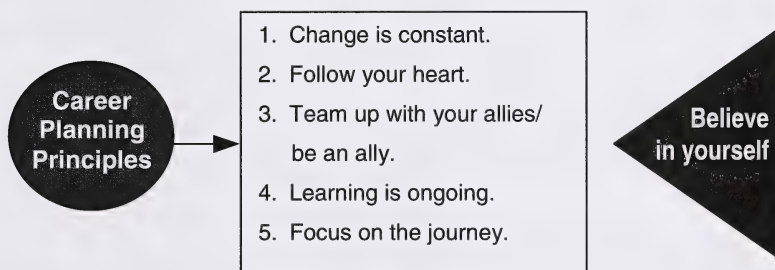 Career
Planning
Principles
1. Change is constant.
2. Follow your heart.
3. Team up with your allies/
be an ally.
4. Learning is ongoing.
5. Focus on the journey.
Believe
in yourself